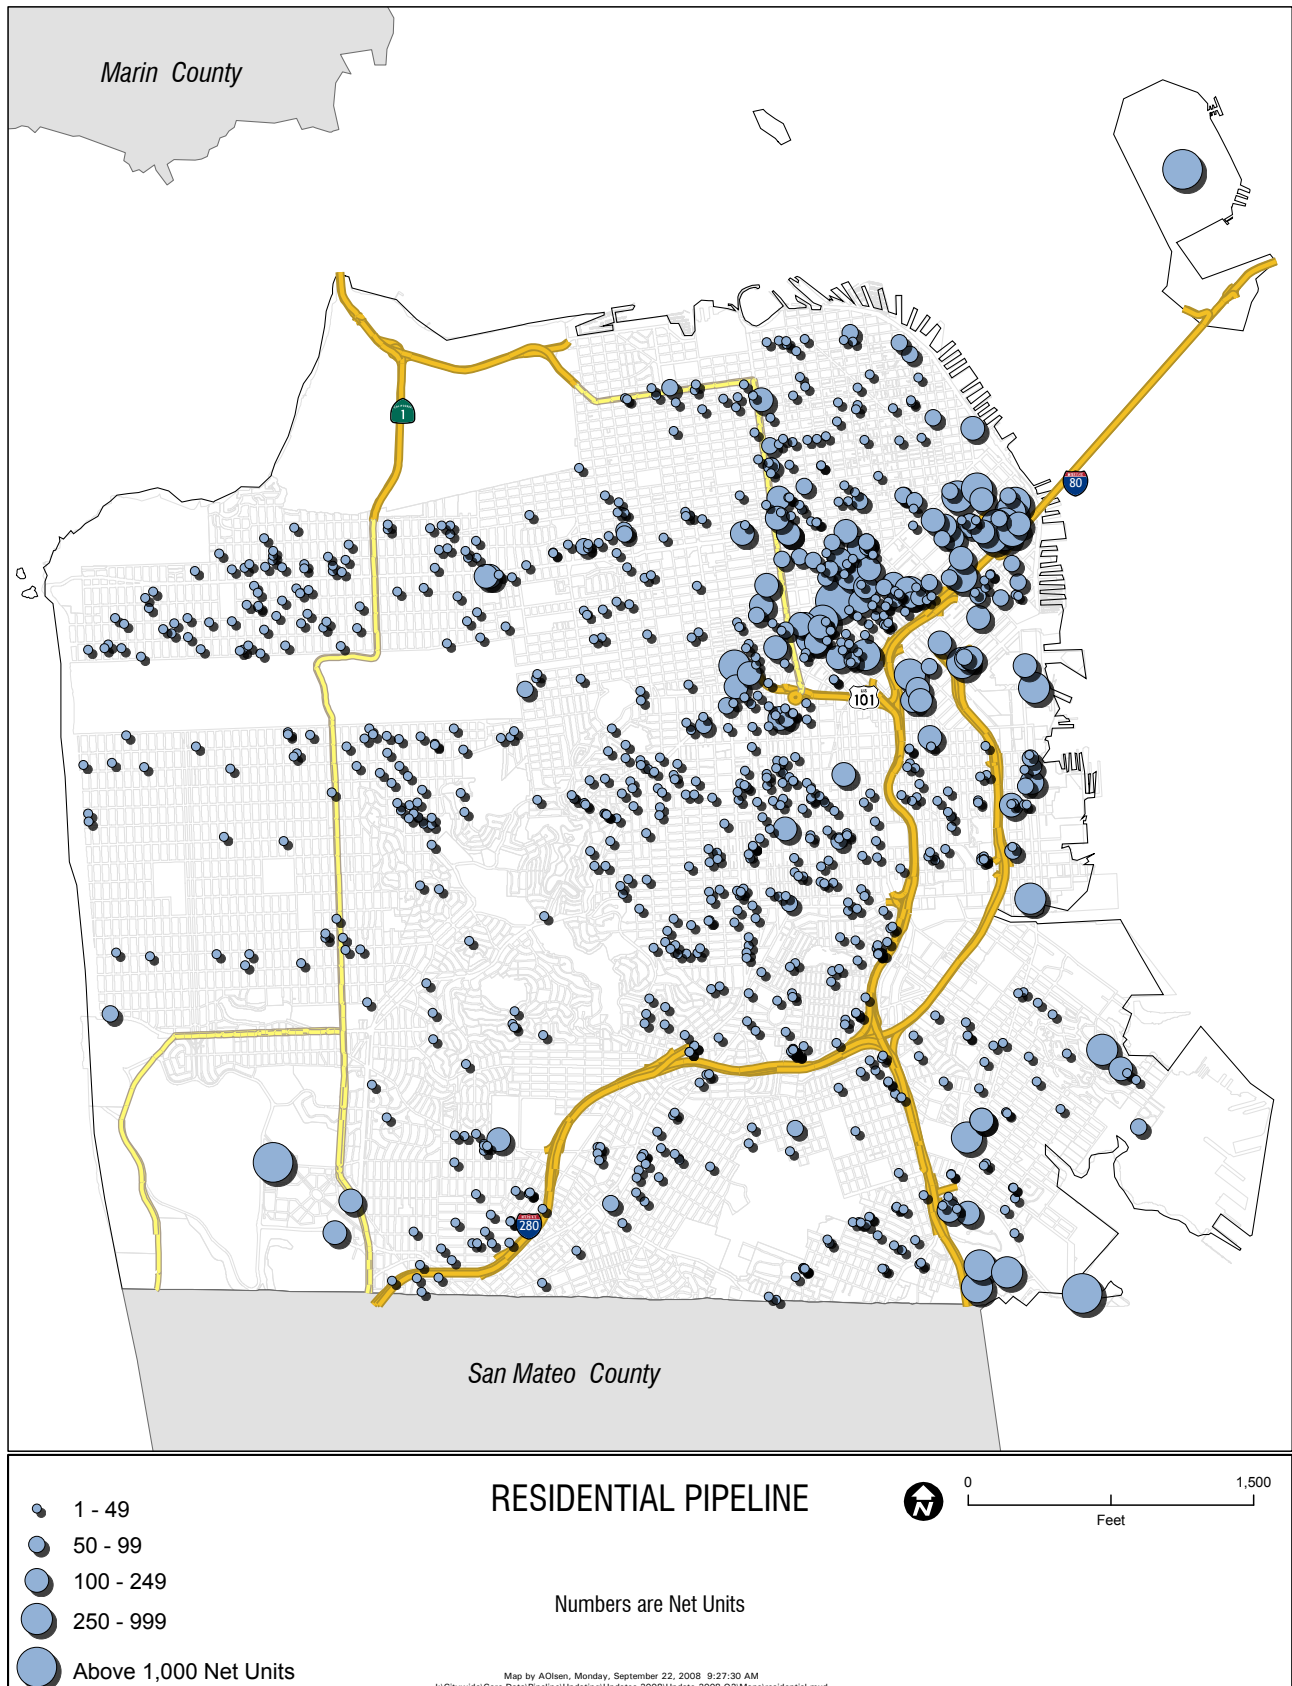 Marin County
CALIFORNIA
1
80
US
101
280
San Mateo County
RESIDENTIAL PIPELINE
N
0 1,500
Feet
1 - 49
50 - 99
100 - 249
250 - 999
Above 1,000 Net Units
Numbers are Net Units
Map by AOlsen, Monday, September 22, 2008 9:27:30 AM